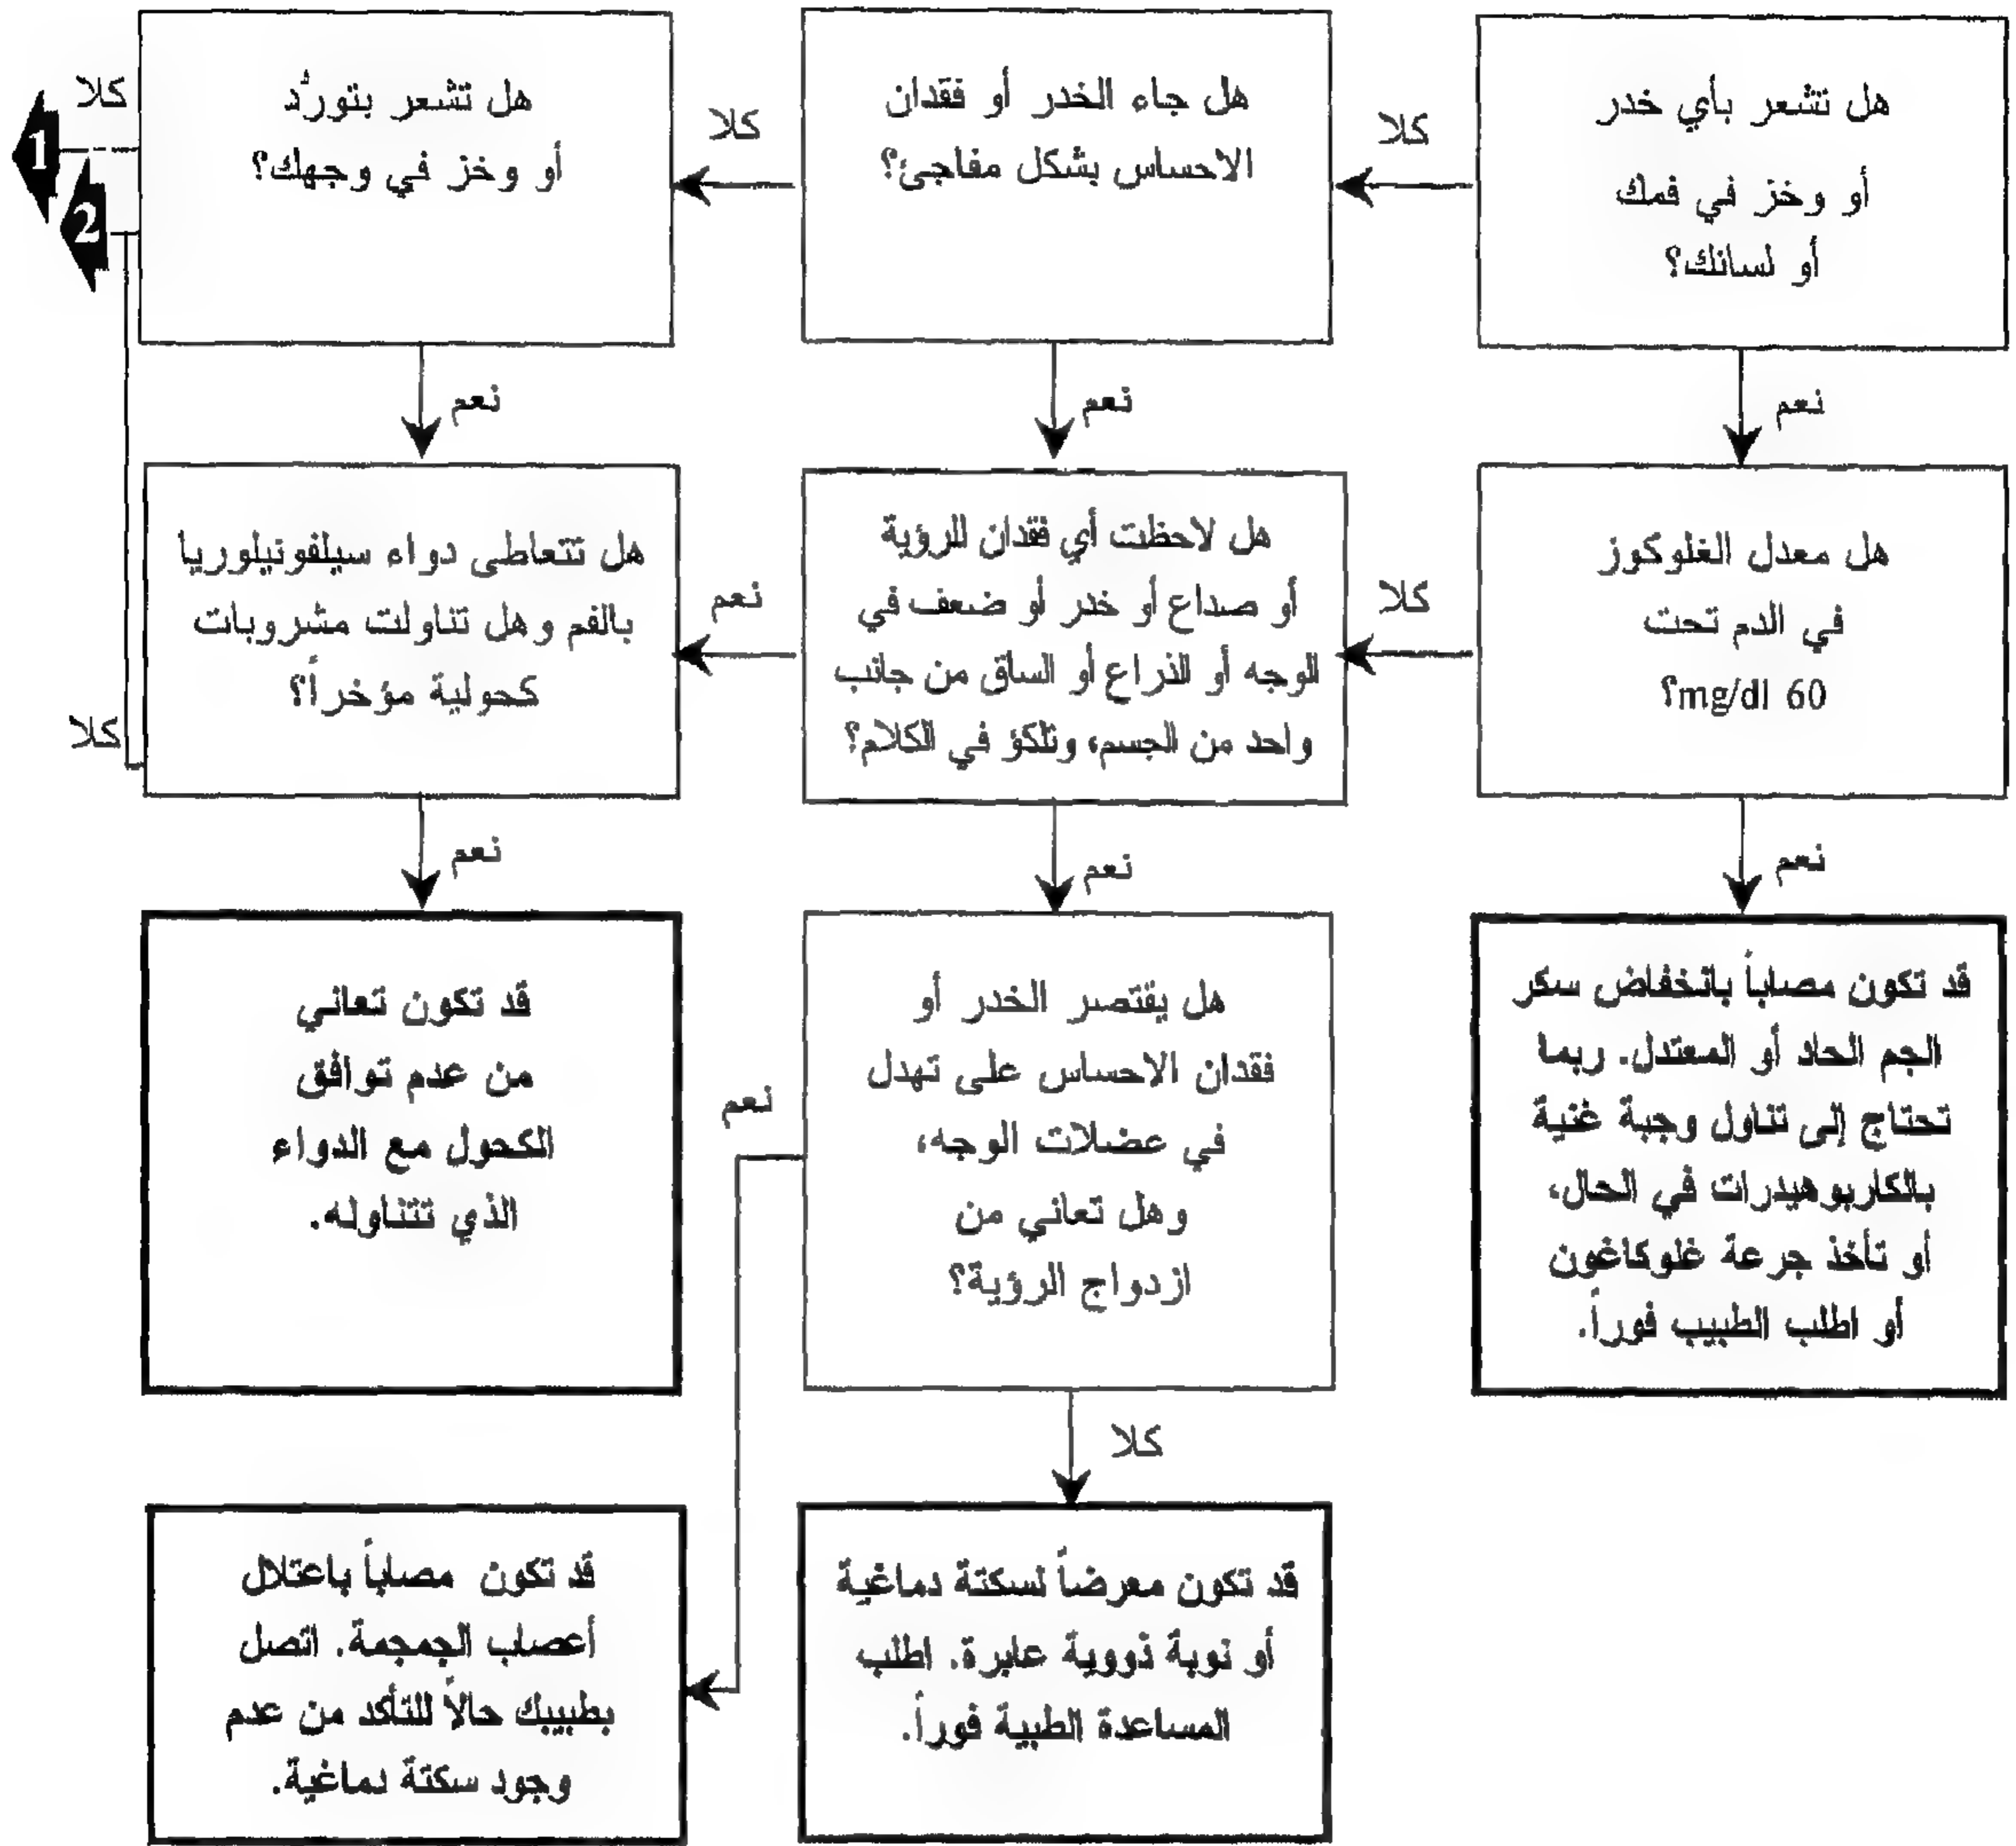 هل تشعر بأي خدر
أو وخز في فمك
أو لسانك؟
كلا
هل جاء الخدر أو فقدان
الاحساس بشكل مفاجئ؟
كلا
هل تشعر بتورُّد
أو وخز في وجهك؟
كلا
1
2
نعم
نعم
نعم
هل معدل الغلوكوز
في الدم تحت
60 mg/dl؟
كلا
هل لاحظت أي فقدان للرؤية
أو صداع أو خدر أو ضعف في
الوجه أو الذراع أو الساق من جانب
واحد من الجسم، وتلكؤ في الكلام؟
نعم
هل تتعاطى دواء سيلفونيلوريا
بالفم وهل تناولت مشروبات
كحولية مؤخراً؟
كلا
نعم
نعم
نعم
قد تكون مصاباً بانخفاض سكر
الجم الحاد أو المعتدل. ربما
تحتاج إلى تناول وجبة غنية
بالكاربوهيدرات في الحال،
أو تأخذ جرعة غلوكاغون
أو اطلب الطبيب فوراً.
هل يقتصر الخدر أو
فقدان الاحساس على تهدل
في عضلات الوجه،
وهل تعاني من
ازدواج الرؤية؟
نعم
قد تكون تعاني
من عدم توافق
الكحول مع الدواء
الذي تتناوله.
كلا
قد تكون معرضاً لسكتة دماغية
أو نوبة ذووية عابرة. اطلب
المساعدة الطبية فوراً.
قد تكون مصاباً باعتلال
أعصاب الجمجمة. اتصل
بطبيبك حالاً للتأكد من عدم
وجود سكتة دماغية.